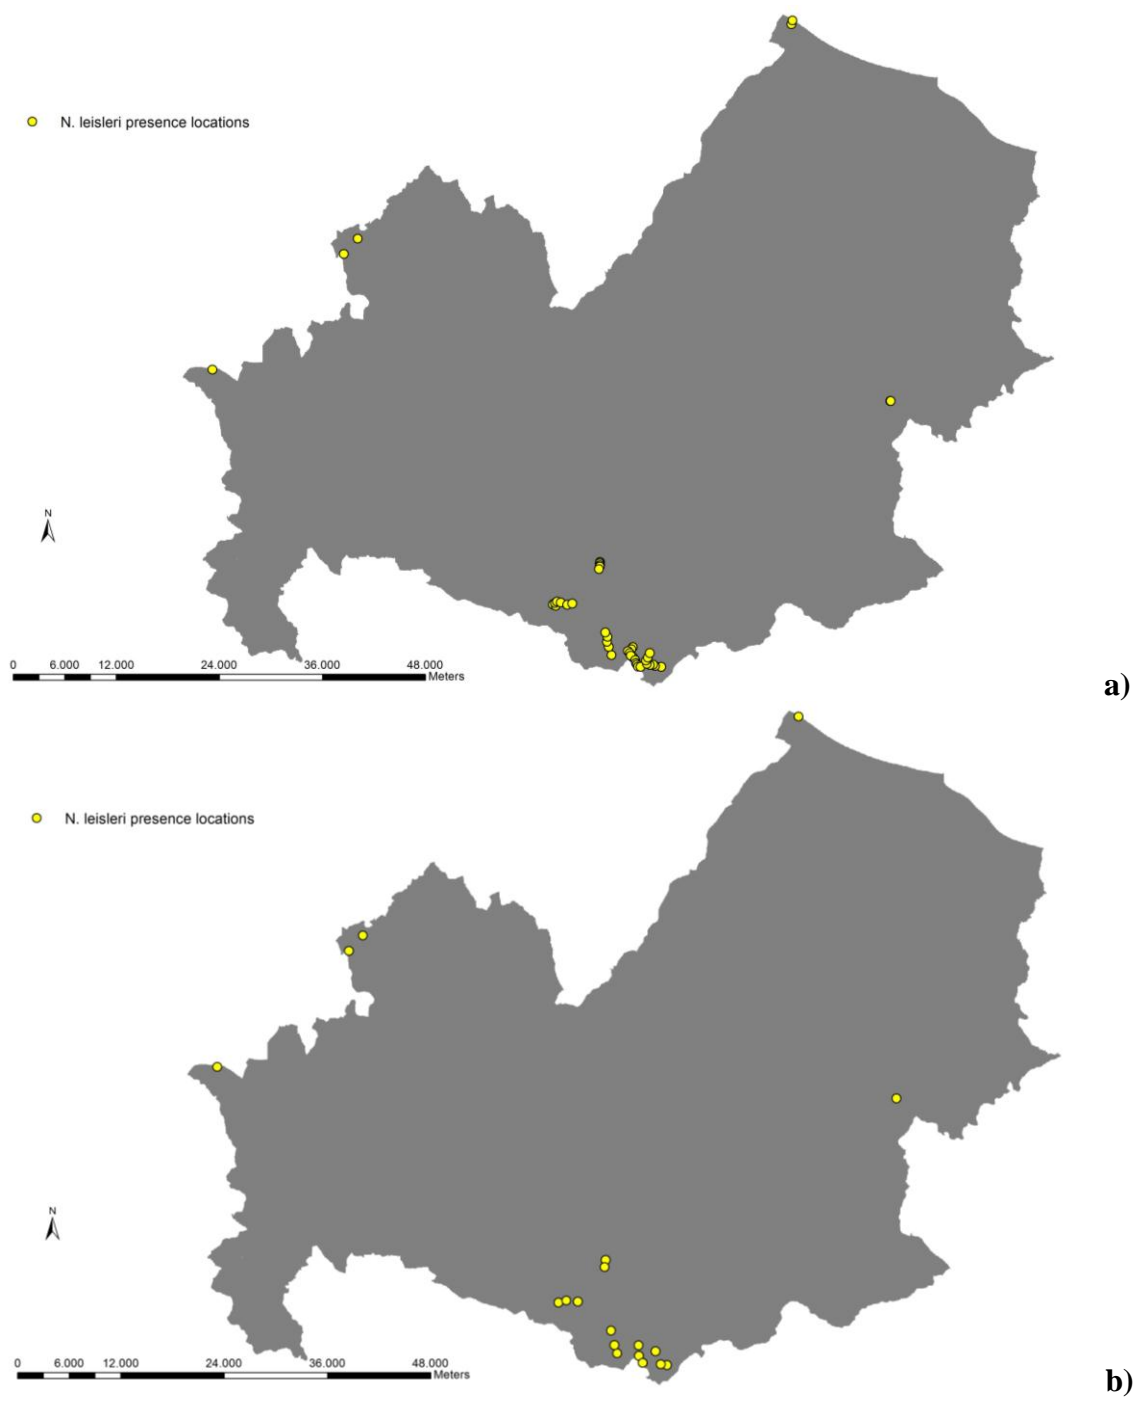 N. leisleri presence locations
N
0 6.000 12.000 24.000 36.000 48.000
Meters
a)
N. leisleri presence locations
N
0 6.000 12.000 24.000 36.000 48.000
Meters
b)